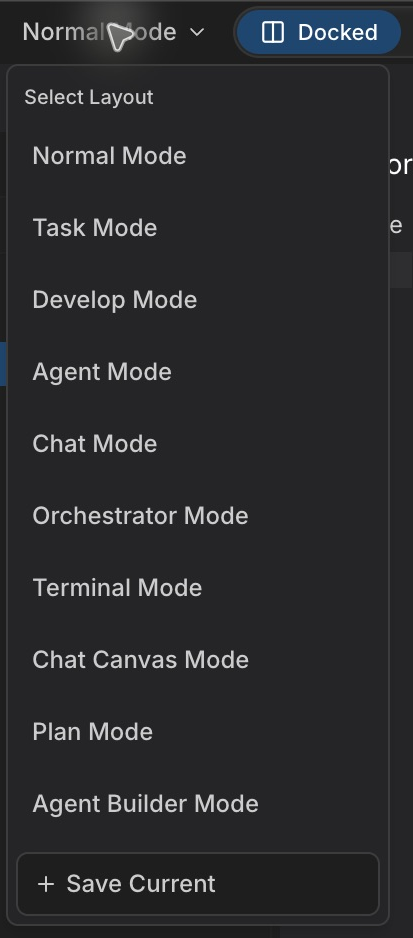 Normal Mode
Docked
Select Layout
Normal Mode
Task Mode
Develop Mode
Agent Mode
Chat Mode
Orchestrator Mode
Terminal Mode
Chat Canvas Mode
Plan Mode
Agent Builder Mode
+ Save Current